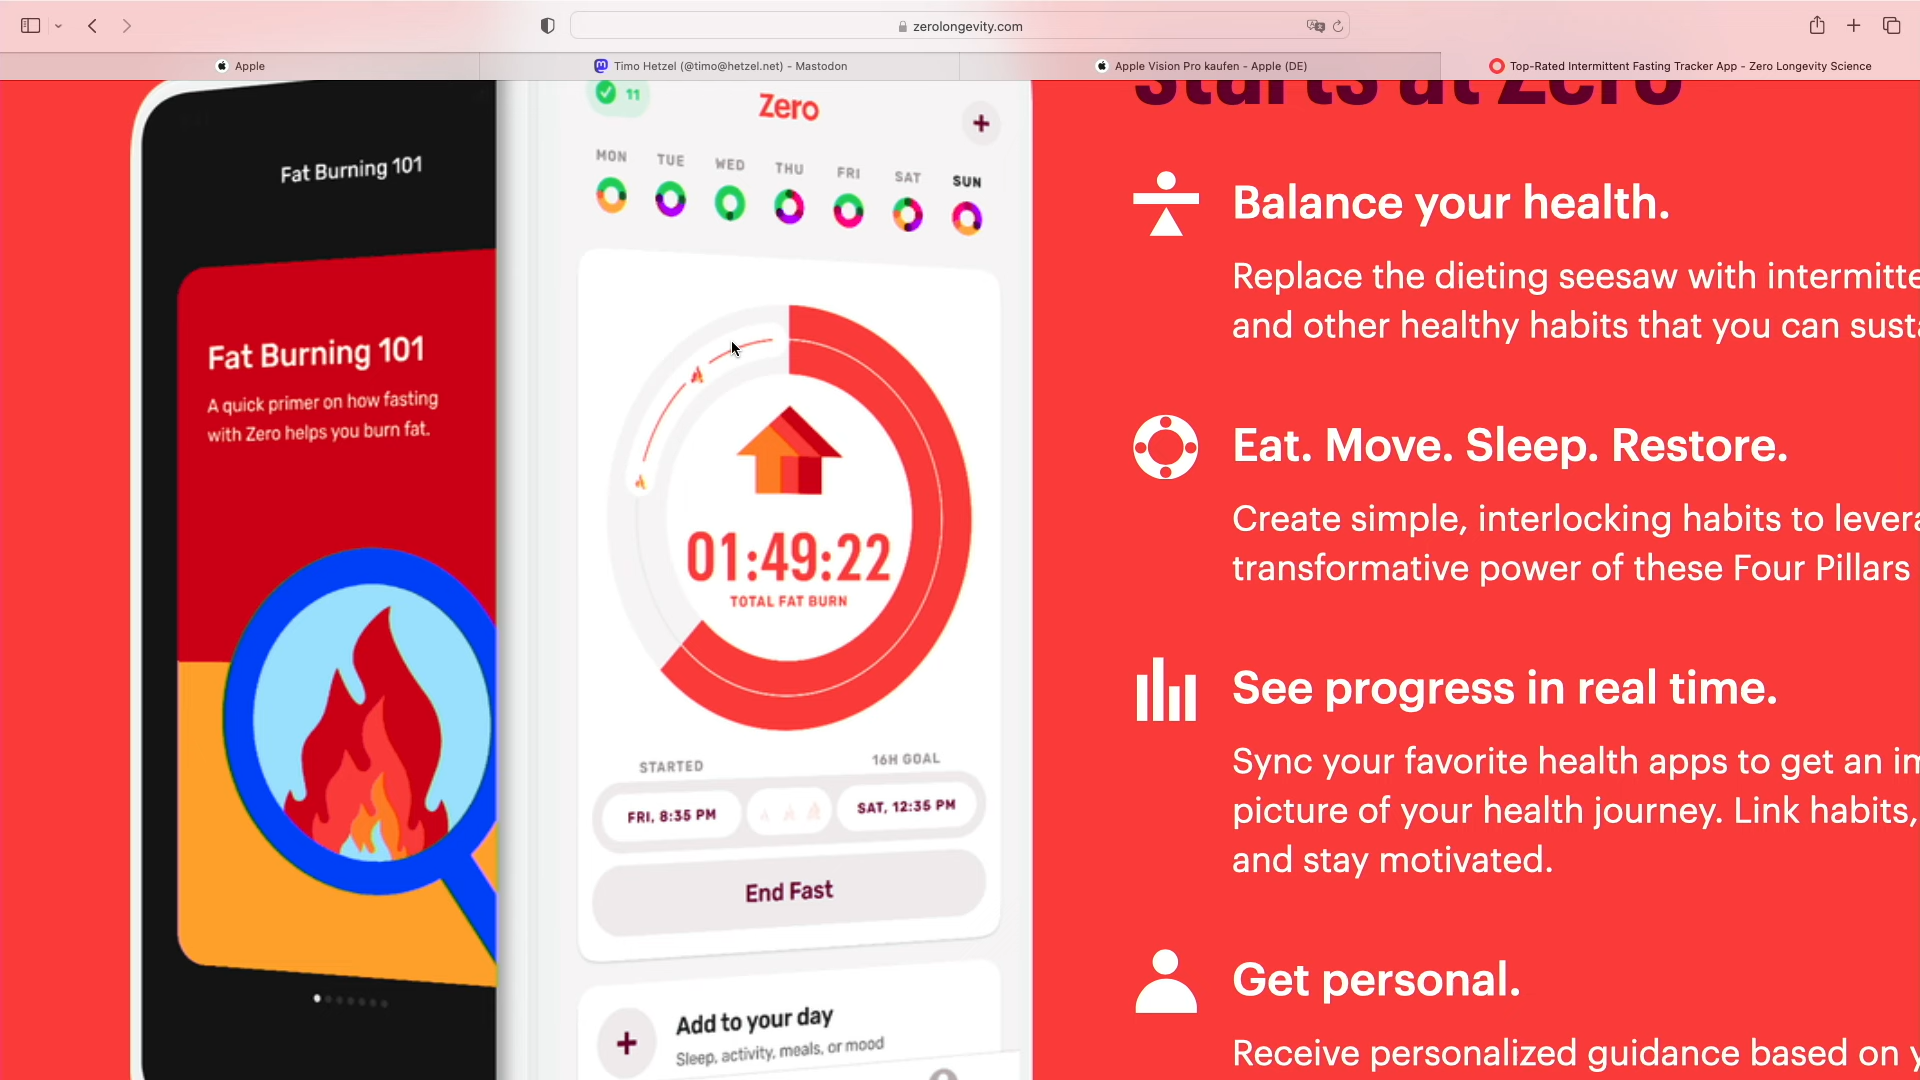 zerolongevity.com
Apple
Timo Hetzel (@timo@hetzel.net) - Mastodon
Apple Vision Pro kaufen - Apple (DE)
Top-Rated Intermittent Fasting Tracker App - Zero Longevity Science
starts at Zero
Fat Burning 101
Fat Burning 101
A quick primer on how fasting
with Zero helps you burn fat.
11
Zero
MON TUE WED THU FRI SAT SUN
01:49:22
TOTAL FAT BURN
STARTED
16H GOAL
FRI, 8:35 PM
SAT, 12:35 PM
End Fast
Add to your day
Sleep, activity, meals, or mood
Balance your health.
Replace the dieting seesaw with intermitte
and other healthy habits that you can susta
Eat. Move. Sleep. Restore.
Create simple, interlocking habits to levera
transformative power of these Four Pillars
See progress in real time.
Sync your favorite health apps to get an im
picture of your health journey. Link habits,
and stay motivated.
Get personal.
Receive personalized guidance based on y